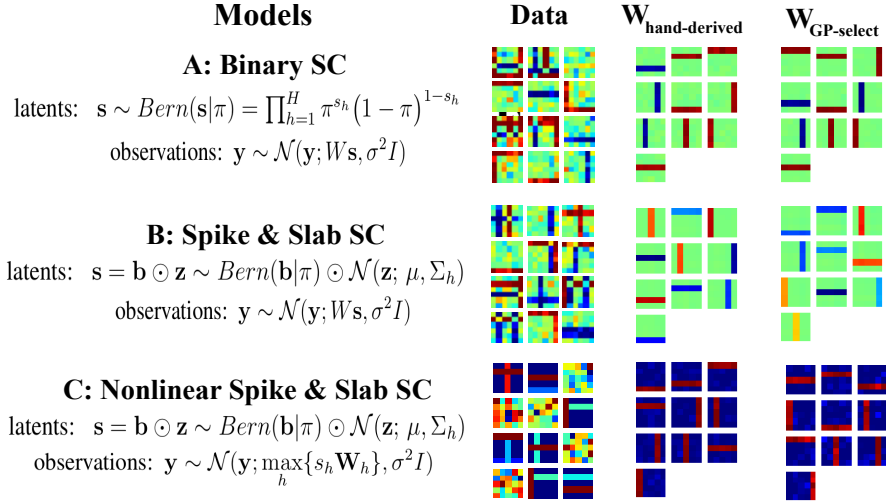 Models Data W_hand-derived W_GP-select
A: Binary SC
latents: s ∼ Bern(s|π) = ∏_{h=1}^{H} π^{s_h} (1 − π)^{1−s_h}
observations: y ∼ N(y; Ws, σ²I)
B: Spike & Slab SC
latents: s = b ⊙ z ∼ Bern(b|π) ⊙ N(z; μ, Σ_h)
observations: y ∼ N(y; Ws, σ²I)
C: Nonlinear Spike & Slab SC
latents: s = b ⊙ z ∼ Bern(b|π) ⊙ N(z; μ, Σ_h)
observations: y ∼ N(y; max_h{s_h W_h}, σ²I)